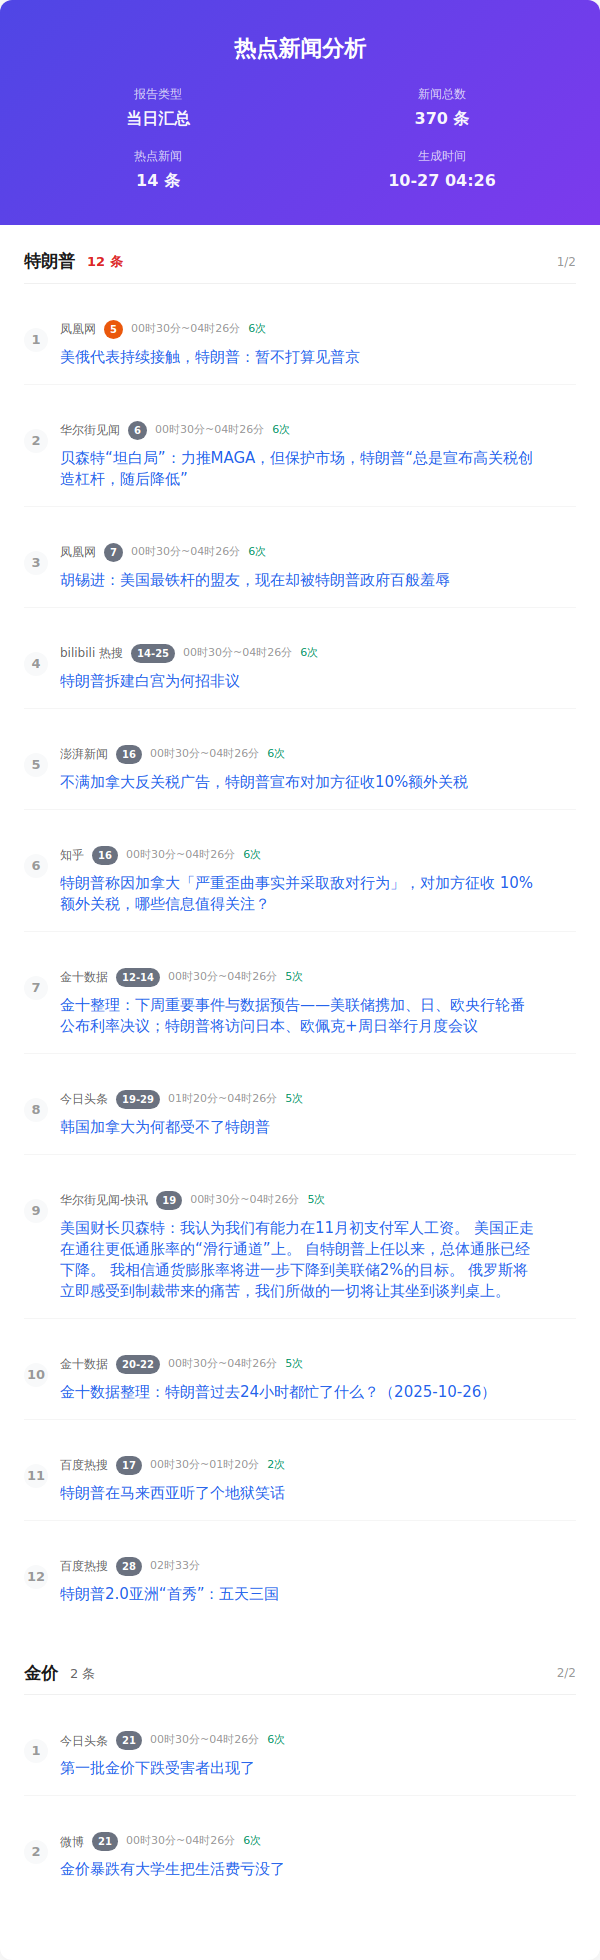 热点新闻分析
报告类型
当日汇总
新闻总数
370 条
热点新闻
14 条
生成时间
10-27 04:26
特朗普 12 条 1/2
1
凤凰网 5 00时30分~04时26分 6次
美俄代表持续接触，特朗普：暂不打算见普京
2
华尔街见闻 6 00时30分~04时26分 6次
贝森特“坦白局”：力推MAGA，但保护市场，特朗普“总是宣布高关税创
造杠杆，随后降低”
3
凤凰网 7 00时30分~04时26分 6次
胡锡进：美国最铁杆的盟友，现在却被特朗普政府百般羞辱
4
bilibili 热搜 14-25 00时30分~04时26分 6次
特朗普拆建白宫为何招非议
5
澎湃新闻 16 00时30分~04时26分 6次
不满加拿大反关税广告，特朗普宣布对加方征收10%额外关税
6
知乎 16 00时30分~04时26分 6次
特朗普称因加拿大「严重歪曲事实并采取敌对行为」，对加方征收 10%
额外关税，哪些信息值得关注？
7
金十数据 12-14 00时30分~04时26分 5次
金十整理：下周重要事件与数据预告——美联储携加、日、欧央行轮番
公布利率决议；特朗普将访问日本、欧佩克+周日举行月度会议
8
今日头条 19-29 01时20分~04时26分 5次
韩国加拿大为何都受不了特朗普
9
华尔街见闻-快讯 19 00时30分~04时26分 5次
美国财长贝森特：我认为我们有能力在11月初支付军人工资。 美国正走
在通往更低通胀率的“滑行通道”上。 自特朗普上任以来，总体通胀已经
下降。 我相信通货膨胀率将进一步下降到美联储2%的目标。 俄罗斯将
立即感受到制裁带来的痛苦，我们所做的一切将让其坐到谈判桌上。
10
金十数据 20-22 00时30分~04时26分 5次
金十数据整理：特朗普过去24小时都忙了什么？（2025-10-26）
11
百度热搜 17 00时30分~01时20分 2次
特朗普在马来西亚听了个地狱笑话
12
百度热搜 28 02时33分
特朗普2.0亚洲“首秀”：五天三国
金价 2 条 2/2
1
今日头条 21 00时30分~04时26分 6次
第一批金价下跌受害者出现了
2
微博 21 00时30分~04时26分 6次
金价暴跌有大学生把生活费亏没了